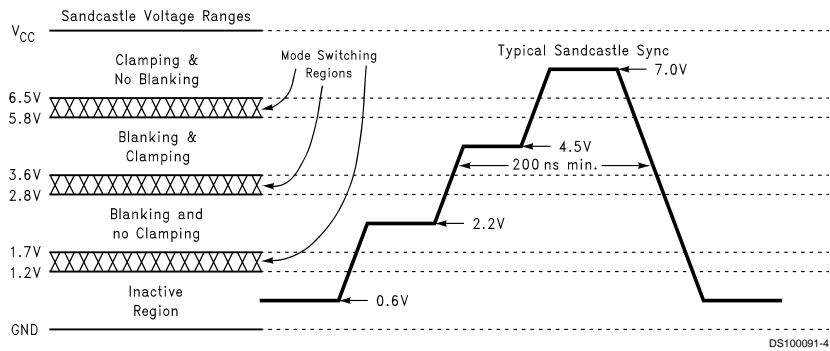 Sandcastle Voltage Ranges
VCC
Clamping &
No Blanking
6.5V
5.8V
Blanking &
Clamping
3.6V
2.8V
Blanking and
no Clamping
1.7V
1.2V
Inactive
Region
GND
Mode Switching
Regions
Typical Sandcastle Sync
7.0V
4.5V
200 ns min.
2.2V
0.6V
DS100091-4